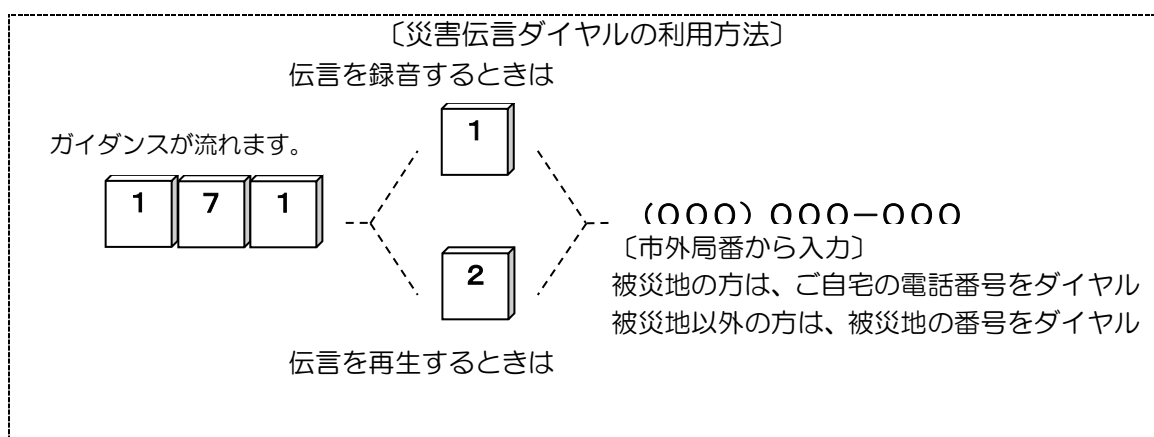 〔災害伝言ダイヤルの利用方法〕
伝言を録音するときは
1
ガイダンスが流れます。
1 7 1
(000) 000-000
〔市外局番から入力〕
2
被災地の方は、ご自宅の電話番号をダイヤル
被災地以外の方は、被災地の番号をダイヤル
伝言を再生するときは